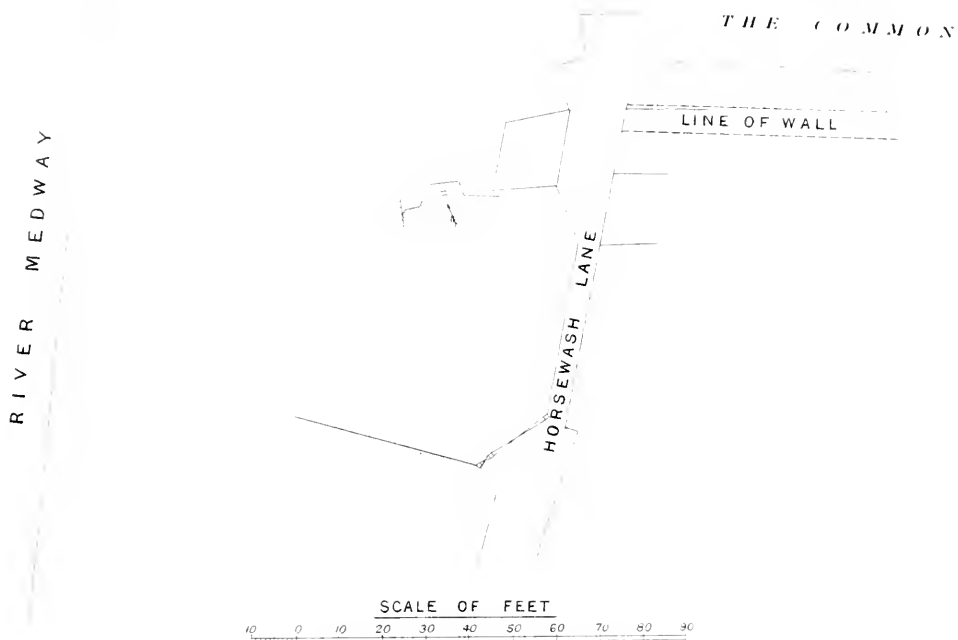 THE COMMON
LINE OF WALL
RIVER MEDWAY
HORSEWASH LANE
SCALE OF FEET
10 0 10 20 30 40 50 60 70 80 90